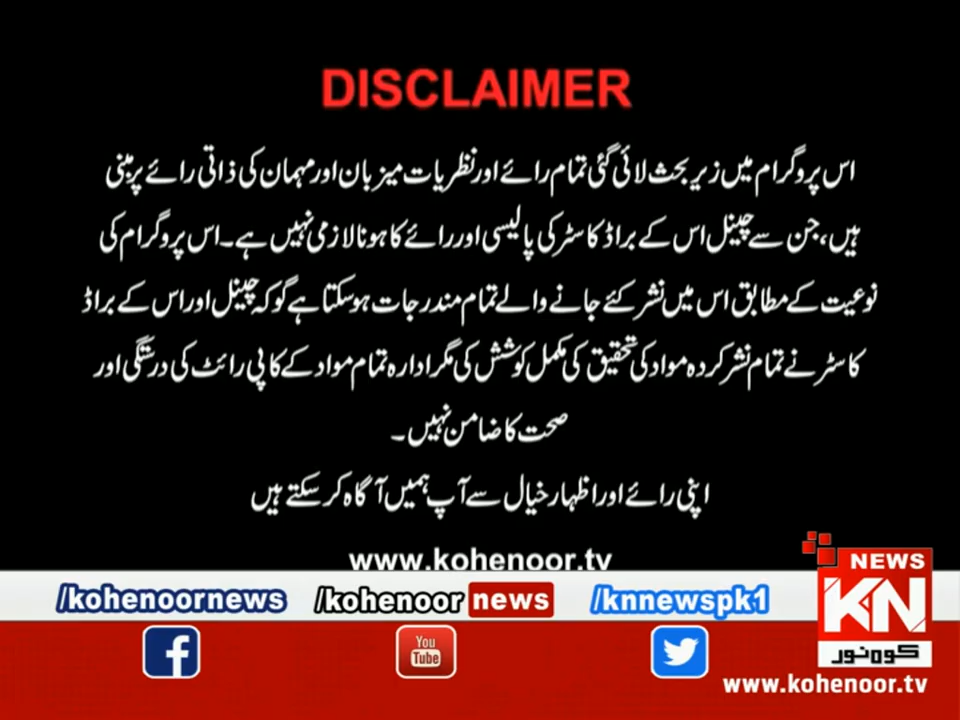 DISCLAIMER
اس پروگرام میں زیرِ بحث لائی گئی تمام رائے اور نظریات میزبان اور مہمان کی ذاتی رائے پر مبنی
ہیں، جن سے چینل اس کے براڈ کاسٹر کی پالیسی اور رائے کا ہونا لازمی نہیں ہے۔ اس پروگرام کی
نوعیت کے مطابق اس میں نشر کئے جانے والے تمام مندرجات ہو سکتا ہے گو کہ چینل اور اس کے براڈ
کاسٹر نے تمام نشر کردہ مواد کی تحقیق کی مکمل کوشش کی مگر ادارہ تمام مواد کے کاپی رائٹ کی درستگی اور
صحت کا ضامن نہیں۔
اپنی رائے اور اظہار خیال سے آپ ہمیں آگاہ کر سکتے ہیں
www.kohenoor.tv
/kohenoornews /kohenoor news /knnewspk1
You
Tube
NEWS
KN
کوہ نور
www.kohenoor.tv